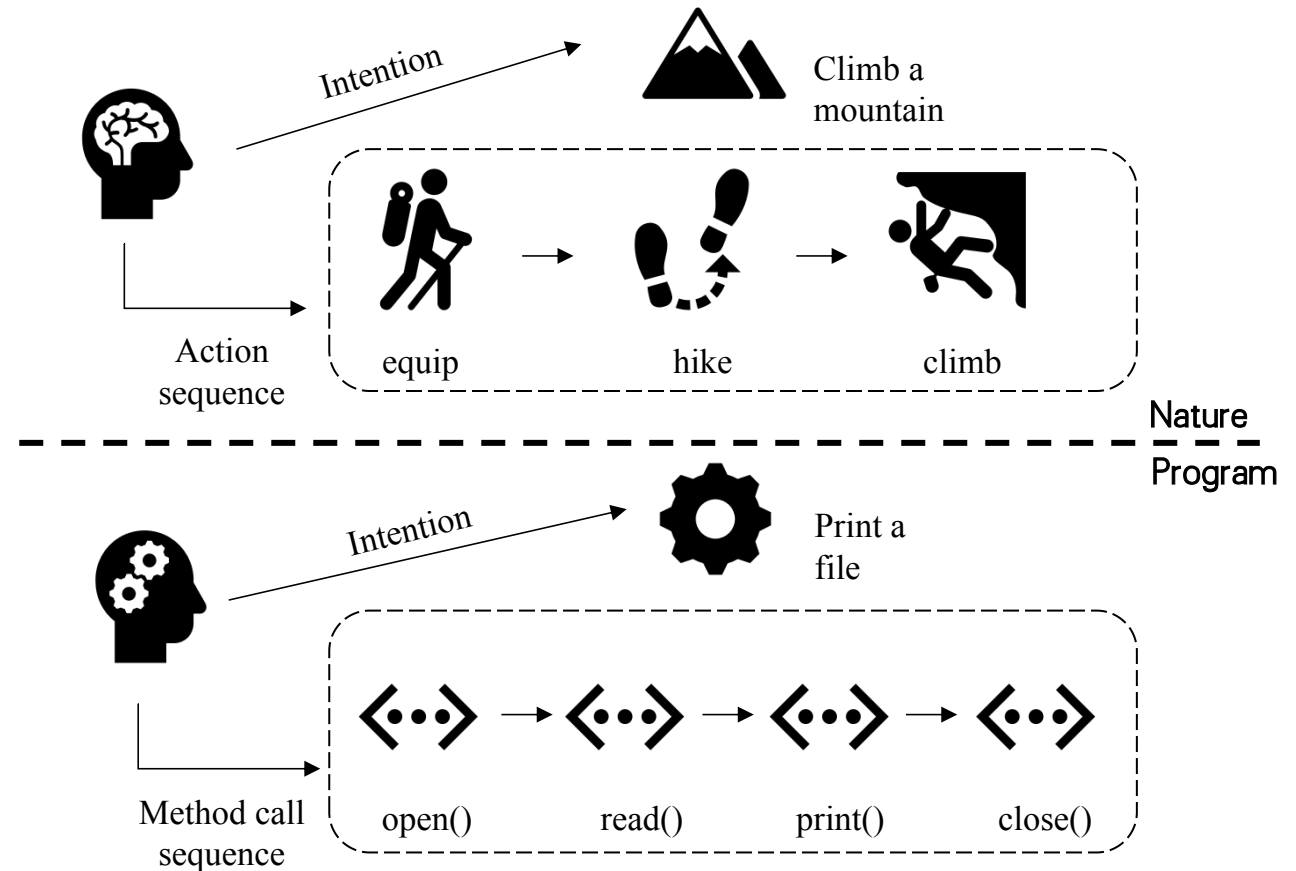 Intention
Climb a
mountain
Action
sequence
equip
hike
climb
Nature
Program
Intention
Print a
file
Method call
sequence
open()
read()
print()
close()